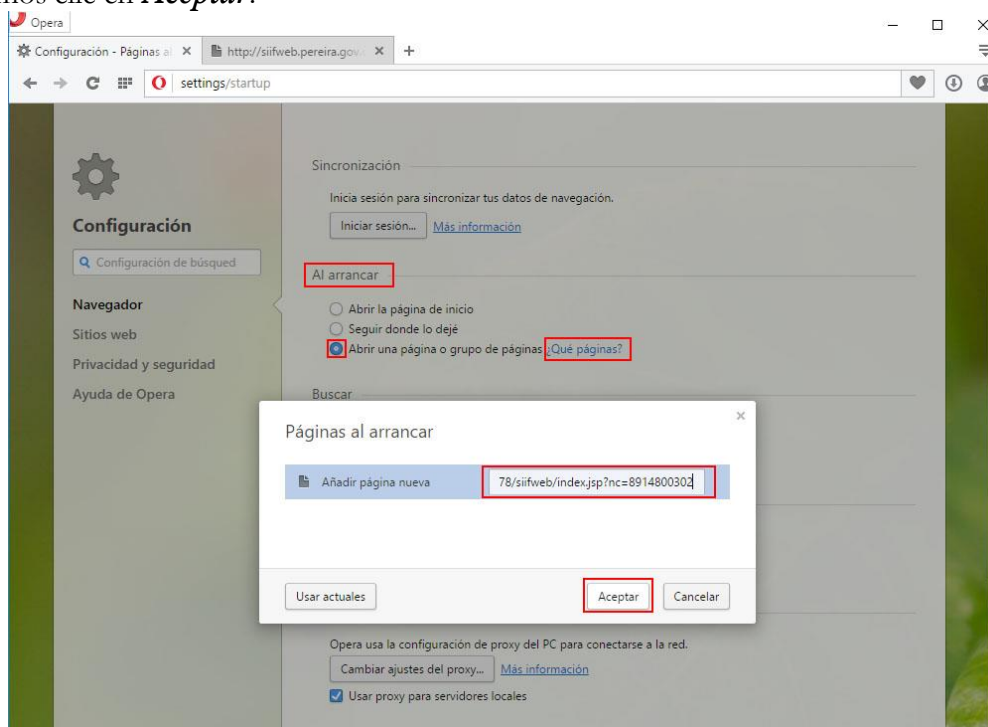 clic en Aceptar.
Opera
Configuración - Páginas al
http://siifweb.pereira.gov.
settings/startup
Configuración
Configuración de búsqued
Navegador
Sitios web
Privacidad y seguridad
Ayuda de Opera
Sincronización
Inicia sesión para sincronizar tus datos de navegación.
Iniciar sesión... Más información
Al arrancar
Abrir la página de inicio
Seguir donde lo dejé
Abrir una página o grupo de páginas ¿Qué páginas?
Buscar
Páginas al arrancar
Añadir página nueva 78/siifweb/index.jsp?nc=8914800302
Usar actuales Aceptar Cancelar
Opera usa la configuración de proxy del PC para conectarse a la red.
Cambiar ajustes del proxy... Más información
Usar proxy para servidores locales